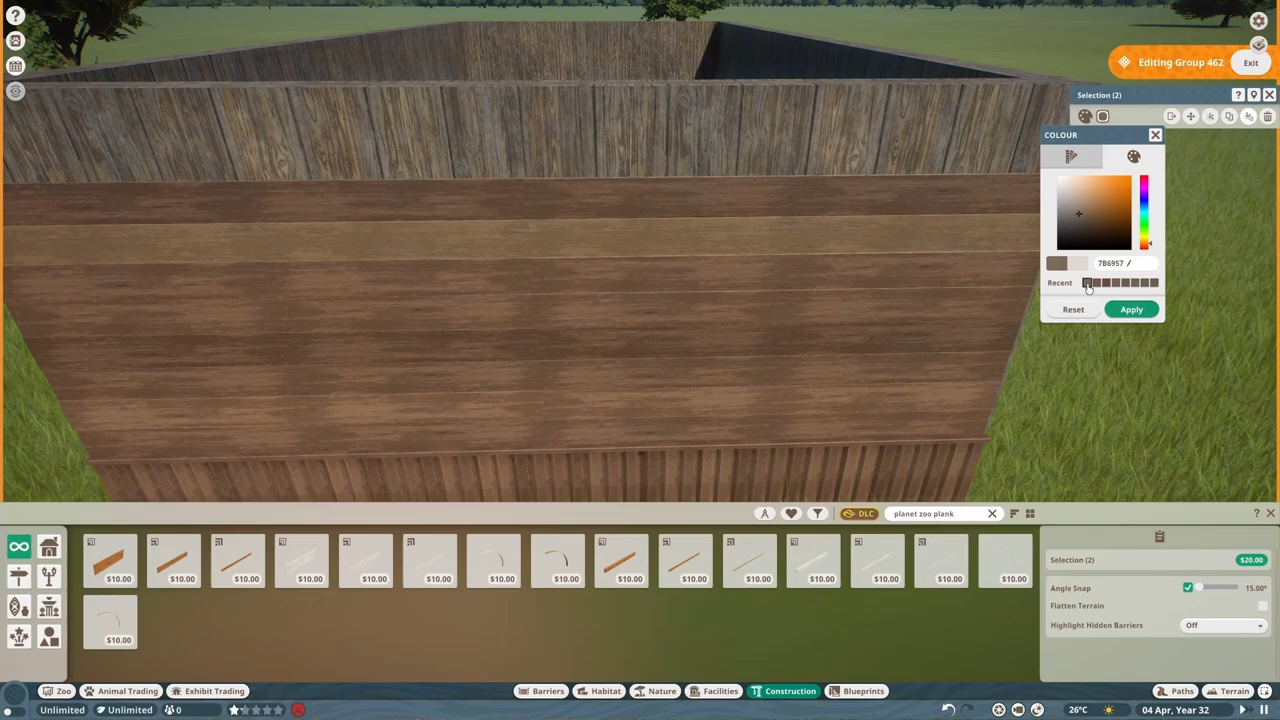 ?
Editing Group 462
Exit
Selection (2)
?
COLOUR
7B6957
Recent
Reset
Apply
A
DLC
planet zoo plank
?
$10.00 $10.00 $10.00 $10.00 $10.00 $10.00 $10.00 $10.00 $10.00 $10.00 $10.00 $10.00 $10.00 $10.00 $10.00
$10.00
Selection (2)
$20.00
Angle Snap
15.00°
Flatten Terrain
Highlight Hidden Barriers
Off
Zoo
Animal Trading
Exhibit Trading
Barriers
Habitat
Nature
Facilities
Construction
Blueprints
Paths
Terrain
Unlimited
Unlimited
0
26°C
04 Apr, Year 32